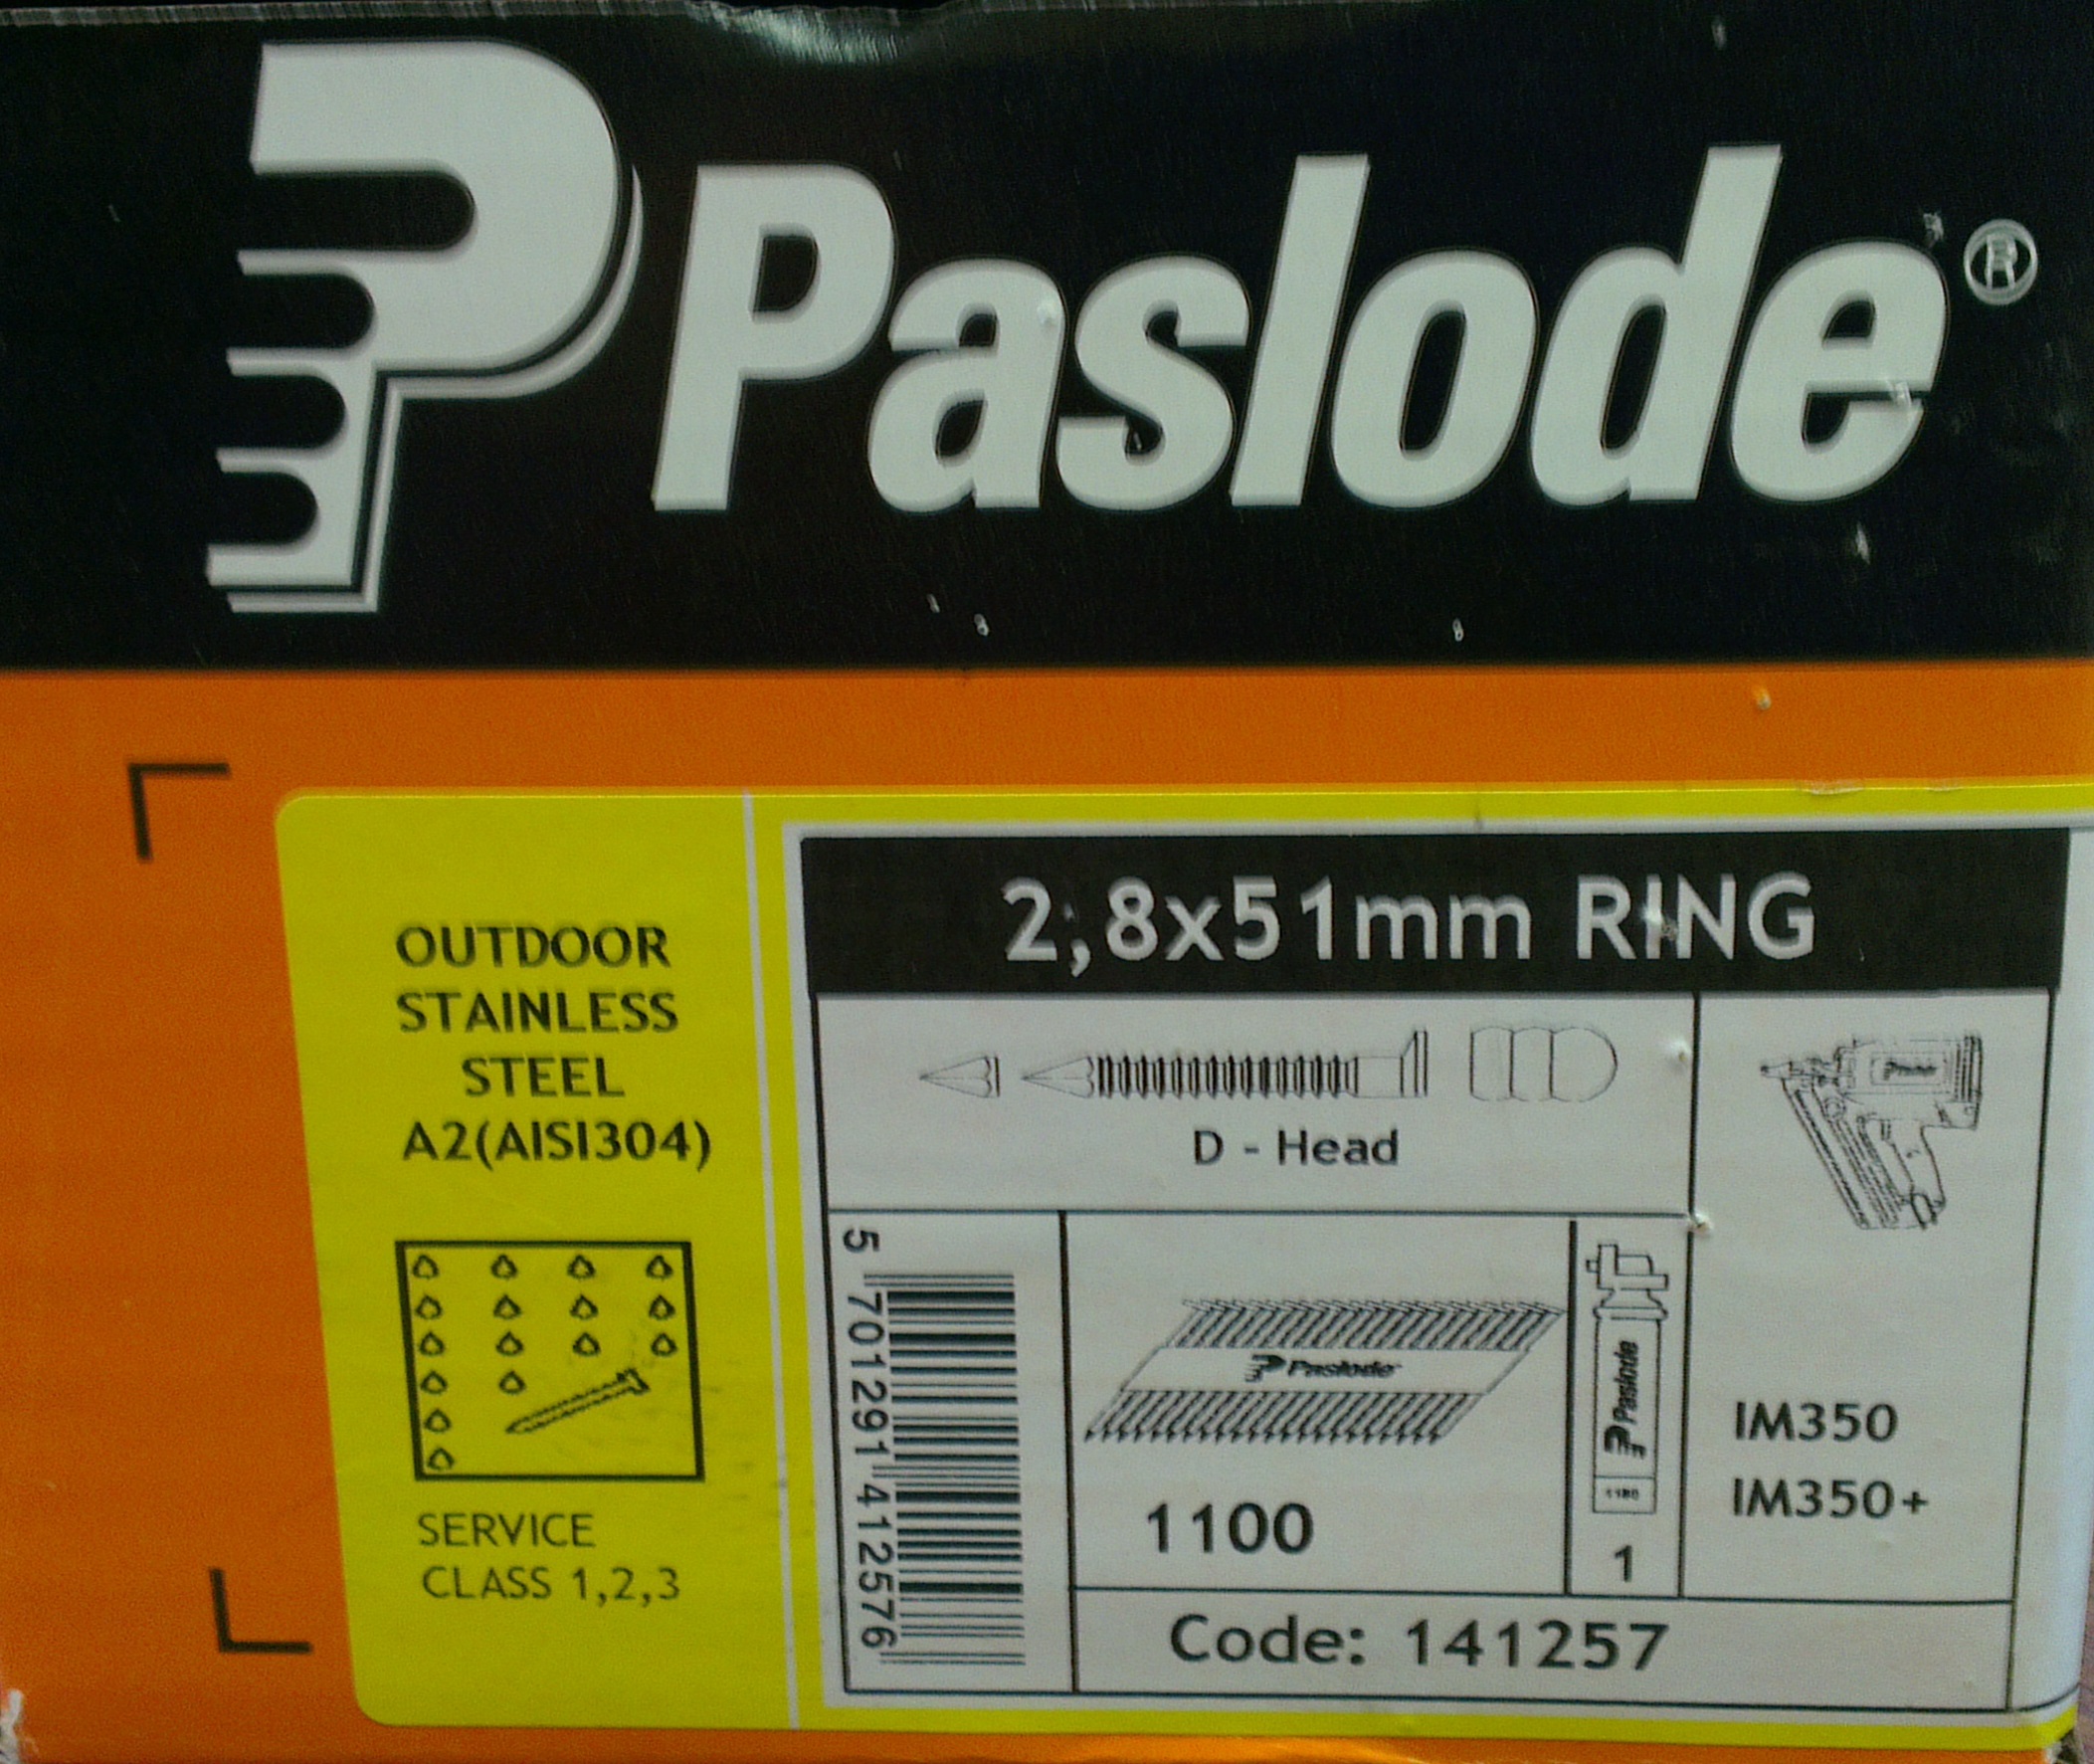 Paslode®
2,8x51mm RING
OUTDOOR
STAINLESS
STEEL
A2(AISI304)
SERVICE
CLASS 1,2,3
D - Head
5 701291 412576
Paslode
1100
Paslode
1
Paslode
IM350
IM350+
Code: 141257